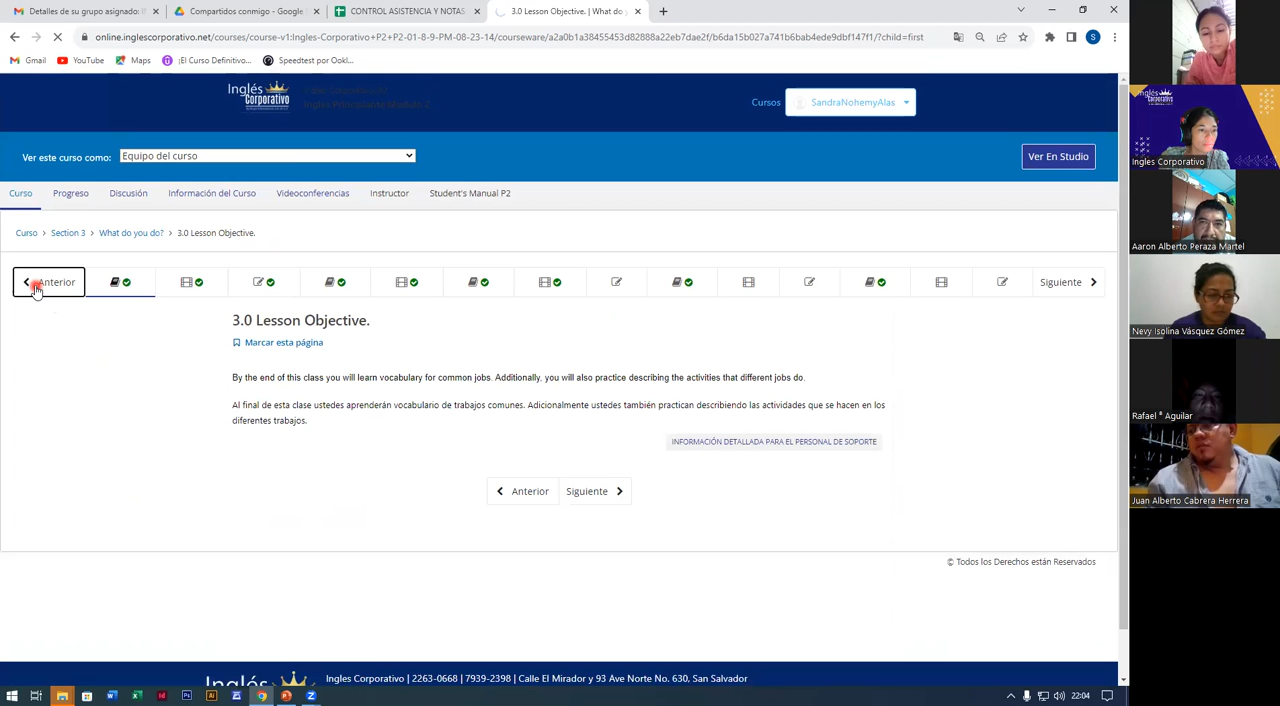 Detalles de su grupo asignado: 
Compartidos conmigo - Google
CONTROL ASISTENCIA Y NOTAS
3.0 Lesson Objective. | What do y
online.inglescorporativo.net/courses/course-v1:Ingles-Corporativo+P2+P2-01-8-9-PM-08-23-14/courseware/a2a0b1a38455453d82888a22eb7dae2f/b6da15b027a741b6bab4ede9dbf147f1/?child=first
S
Gmail
YouTube
Maps
¡El Curso Definitivo...
Speedtest por Ookl...
Inglés
Corporativo
Cursos
SandraNohemyAlas
Ver este curso como:
Equipo del curso
Ver En Studio
Curso
Progreso
Discusión
Información del Curso
Videoconferencias
Instructor
Student's Manual P2
Curso > Section 3 > What do you do? > 3.0 Lesson Objective.
Anterior
Siguiente
3.0 Lesson Objective.
Marcar esta página
By the end of this class you will learn vocabulary for common jobs. Additionally, you will also practice describing the activities that different jobs do.
Al final de esta clase ustedes aprenderán vocabulario de trabajos comunes. Adicionalmente ustedes también practican describiendo las actividades que se hacen en los
diferentes trabajos.
INFORMACIÓN DETALLADA PARA EL PERSONAL DE SOPORTE
Anterior
Siguiente
© Todos los Derechos están Reservados
Inglés
Ingles Corporativo | 2263-0668 | 7939-2398 | Calle El Mirador y 93 Ave Norte No. 630, San Salvador
22:04
Ingles Corporativo
Aaron Alberto Peraza Martel
Nevy Isolina Vásquez Gómez
Rafael ° Aguilar
Juan Alberto Cabrera Herrera